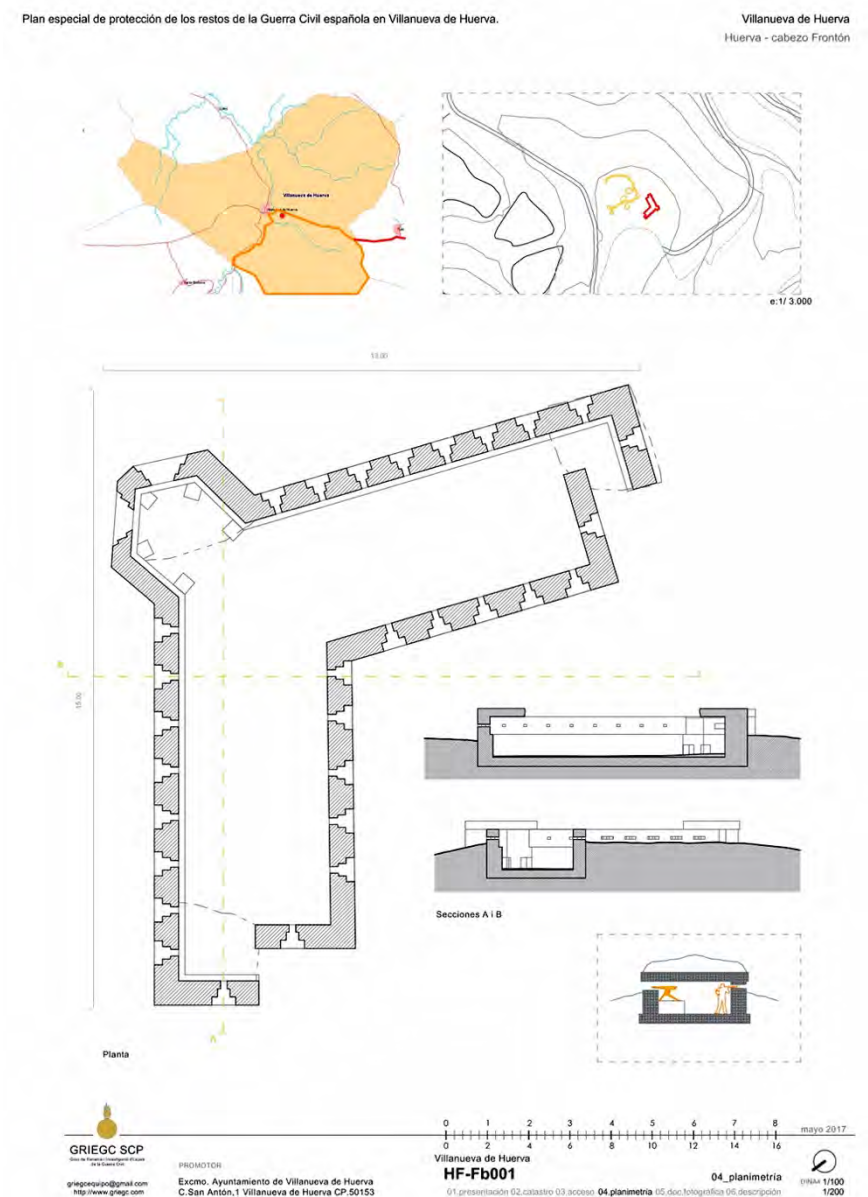 Plan especial de protección de los restos de la Guerra Civil española en Villanueva de Huerva.
Villanueva de Huerva
Huerva - cabezo Frontón
Villanueva de Huerva
e:1/ 3.000
13.00
15.00
B
A
Secciones A i B
Planta
GRIEGC SCP
griegcequipo@gmail.com
http://www.griegc.com
PROMOTOR
Excmo. Ayuntamiento de Villanueva de Huerva
C.San Antón,1 Villanueva de Huerva CP.50153
0 1 2 3 4 5 6 7 8
0 2 4 6 8 10 12 14 16
mayo 2017
Villanueva de Huerva
HF-Fb001
04_planimetría
01.presentación 02.catastro 03.acceso 04.planimetria 05.doc.fotográfica 06.descripción
DINA4 1/100
1/200